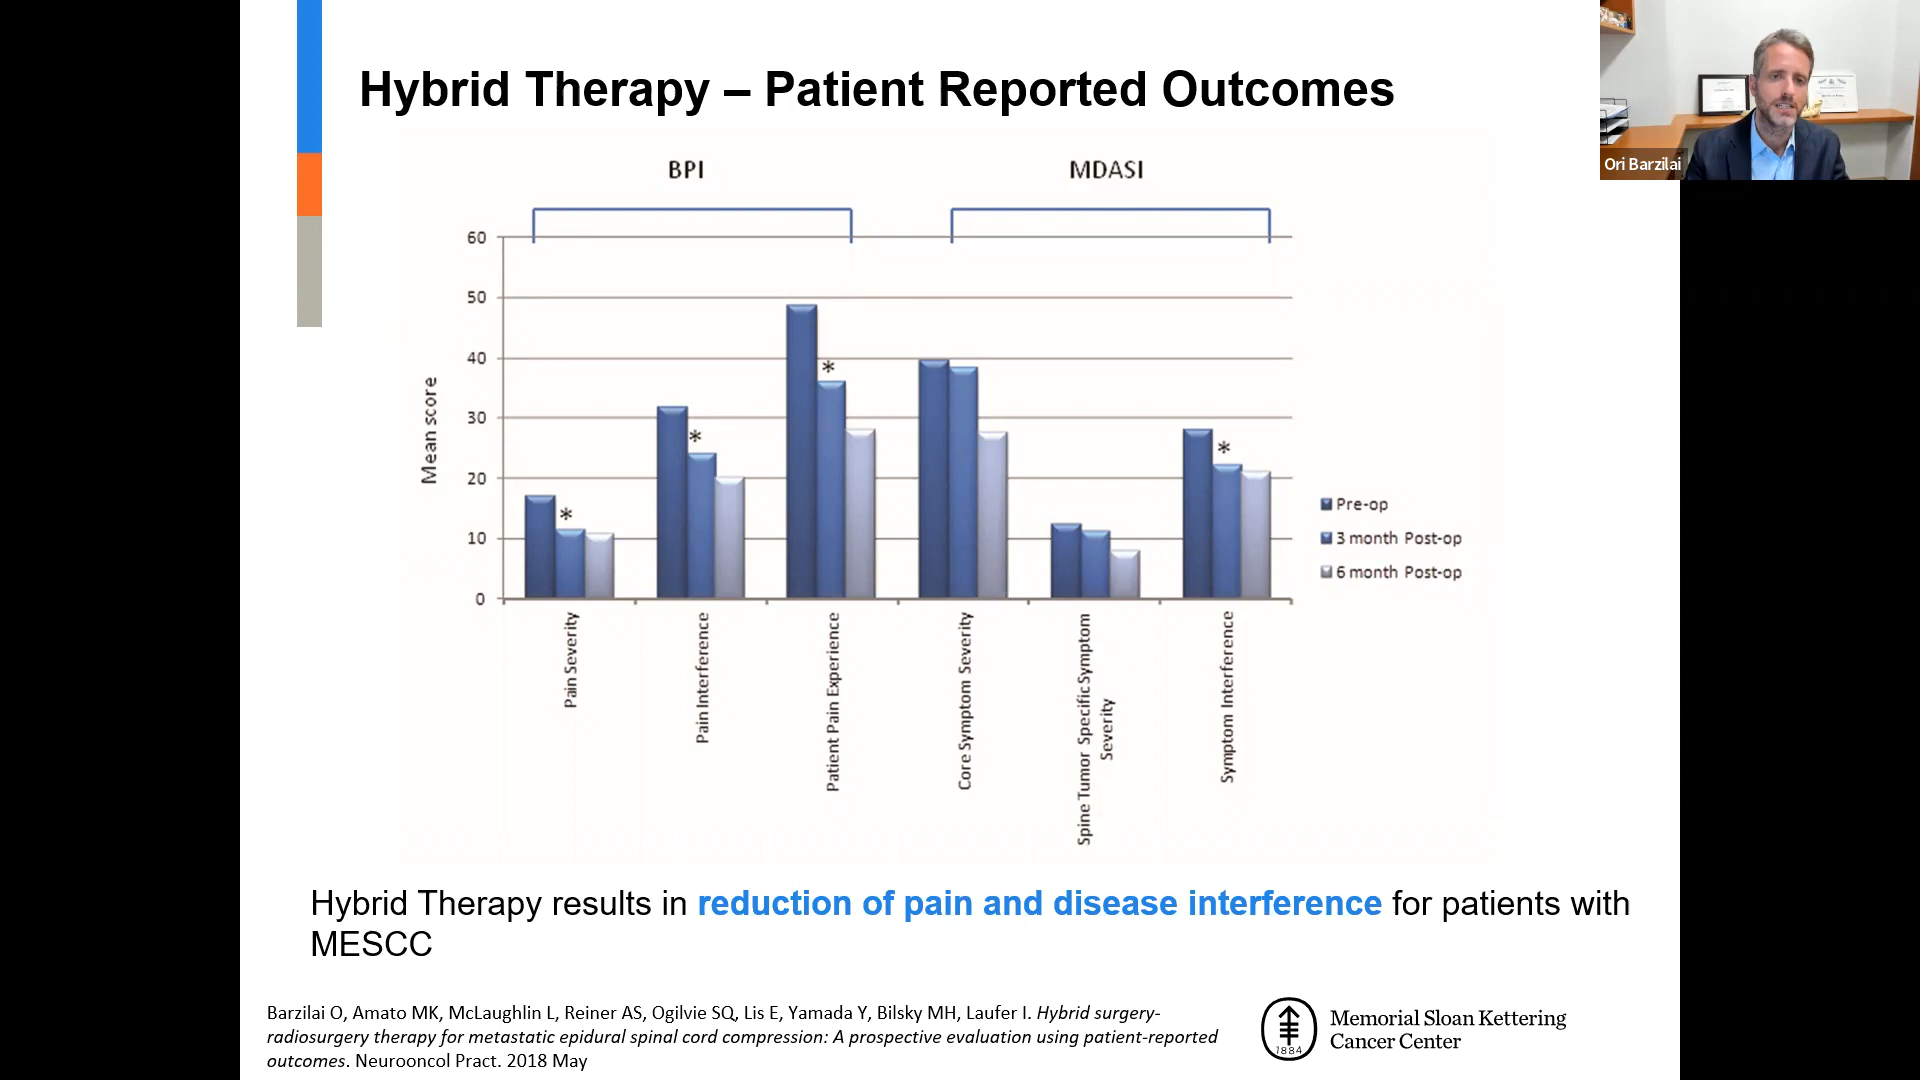 Hybrid Therapy – Patient Reported Outcomes
Ori Barzilai
BPI
MDASI
60
50
40
30
20
10
0
Mean score
*
*
*
*
Pre-op
3 month Post-op
6 month Post-op
Pain Severity
Pain Interference
Patient Pain Experience
Core Symptom Severity
Spine Tumor Specific Symptom
Severity
Symptom Interference
Hybrid Therapy results in reduction of pain and disease interference for patients with
MESCC
Barzilai O, Amato MK, McLaughlin L, Reiner AS, Ogilvie SQ, Lis E, Yamada Y, Bilsky MH, Laufer I. Hybrid surgery-
radiosurgery therapy for metastatic epidural spinal cord compression: A prospective evaluation using patient-reported
outcomes. Neurooncol Pract. 2018 May
1884
Memorial Sloan Kettering
Cancer Center